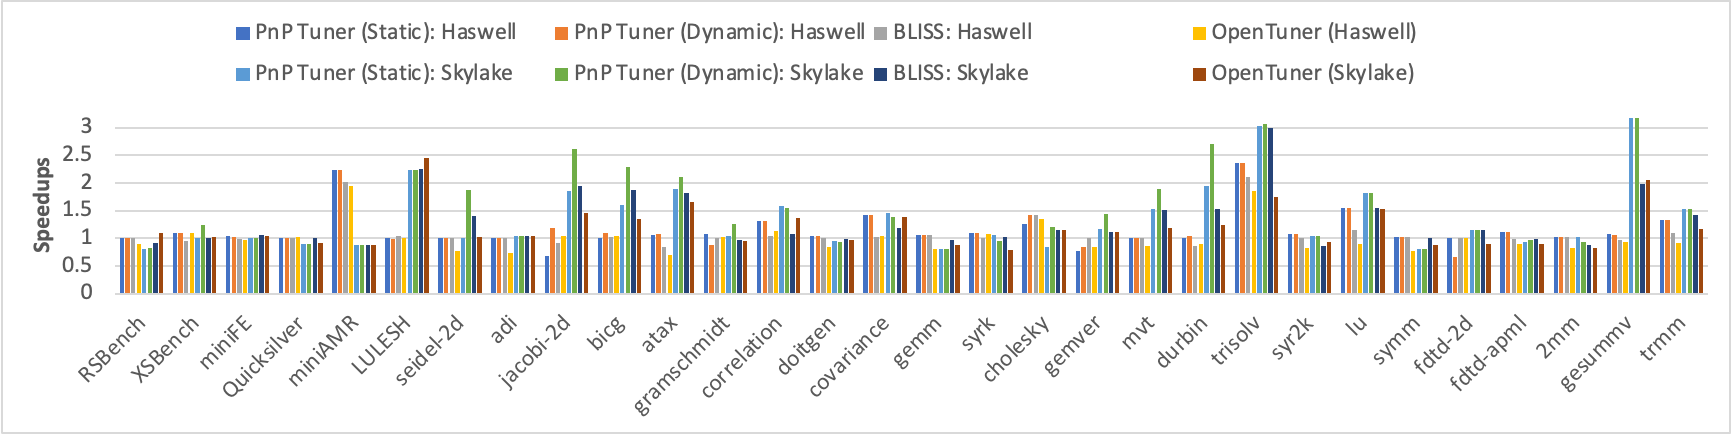 PnP Tuner (Static): Haswell PnP Tuner (Dynamic): Haswell BLISS: Haswell OpenTuner (Haswell)
PnP Tuner (Static): Skylake PnP Tuner (Dynamic): Skylake BLISS: Skylake OpenTuner (Skylake)
Speedups
3
2.5
2
1.5
1
0.5
0
RSBench
XSBench
miniFE
Quicksilver
miniAMR
LULESH
seidel-2d
adi
jacobi-2d
bicg
atax
gramschmidt
correlation
doitgen
covariance
gemm
syrk
cholesky
gemver
mvt
durbin
trisolv
syr2k
lu
symm
fdtd-2d
fdtd-apml
2mm
gesummv
trmm